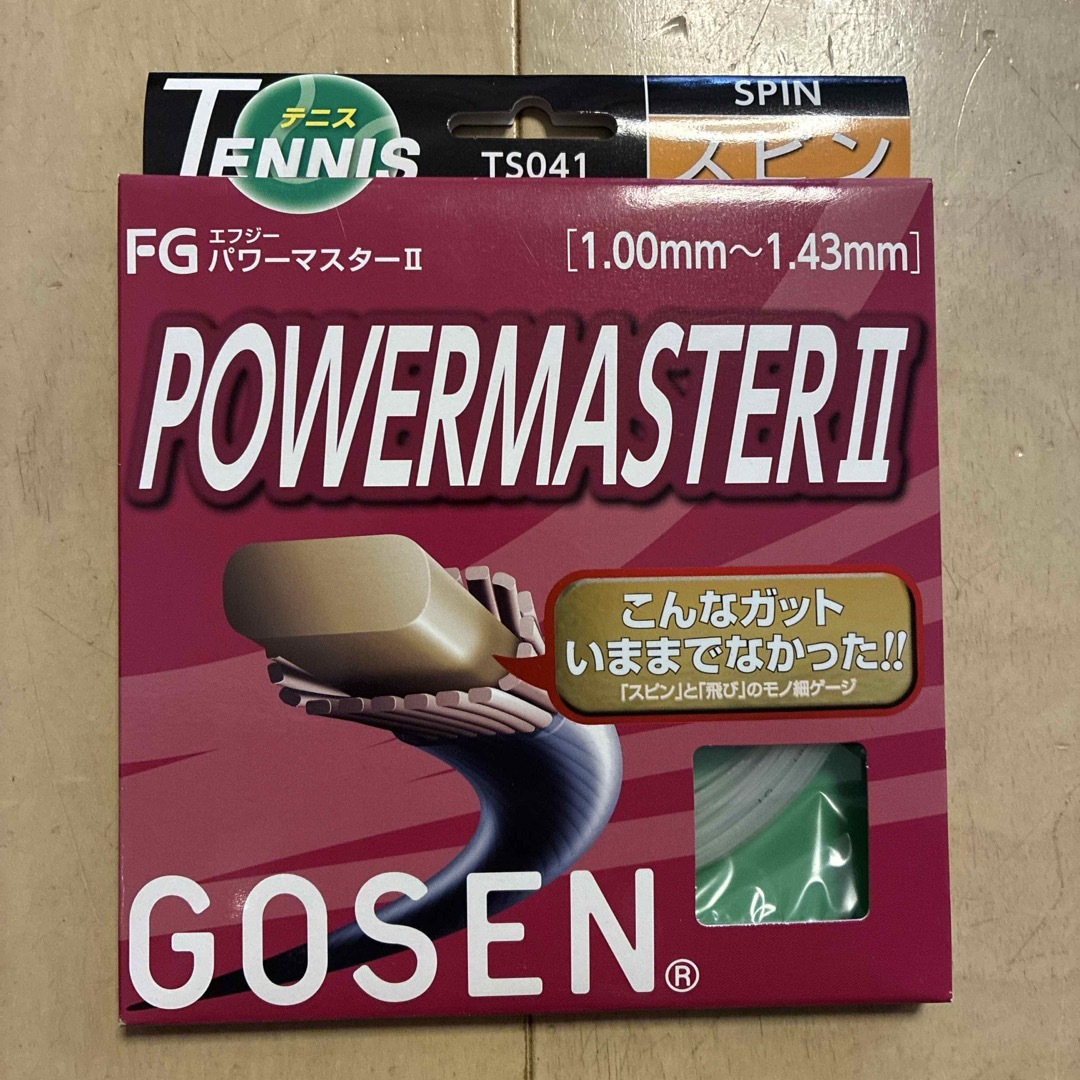 テニス
TENNIS
TS041
SPIN
スピン
FG エフジー
パワーマスターII
[1.00mm~1.43mm]
POWERMASTER II
こんなガット
いままでなかった!!
「スピン」と「飛び」のモノ細ゲージ
GOSEN®